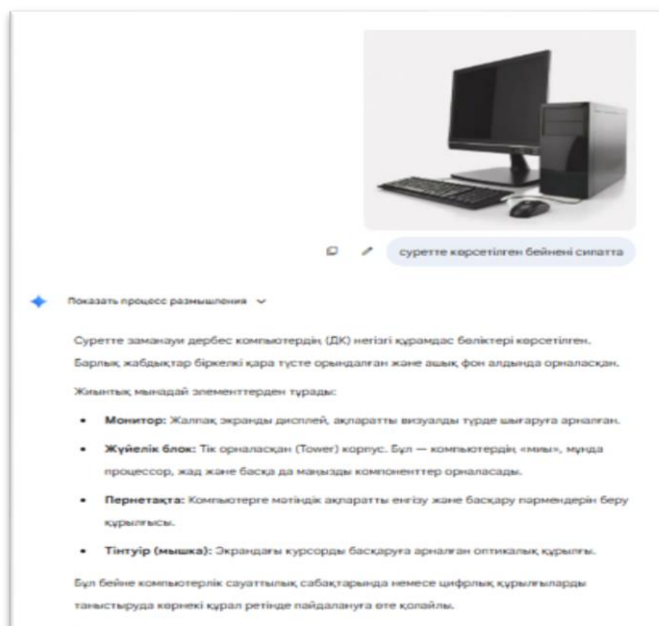 суретте көрсетілген бейнені сипатта
Показать процесс размышления
Суретте заманауи дербес компьютердің (ДК) негізгі құрамдас бөліктері көрсетілген.
Барлық жабдықтар біркелкі қара түсте орындалған және ашық фон алдында орналасқан.
Жиынтық мынадай элементтерден тұрады:
• Монитор: Жалпақ экранды дисплей, ақпаратты визуалды түрде шығаруға арналған.
• Жүйелік блок: Тік орналасқан (Tower) корпус. Бұл — компьютердің «миы», мұнда
процессор, жад және басқа да маңызды компоненттер орналасады.
• Пернетақта: Компьютерге мәтіндік ақпаратты енгізу және басқару пәрмендерін беру
құрылғысы.
• Тінтуір (мышка): Экрандағы курсорды басқаруға арналған оптикалық құрылғы.
Бұл бейне компьютерлік сауаттылық сабақтарында немесе цифрлық құрылғыларды
таныстыруда көрнекі құрал ретінде пайдалануға өте қолайлы.